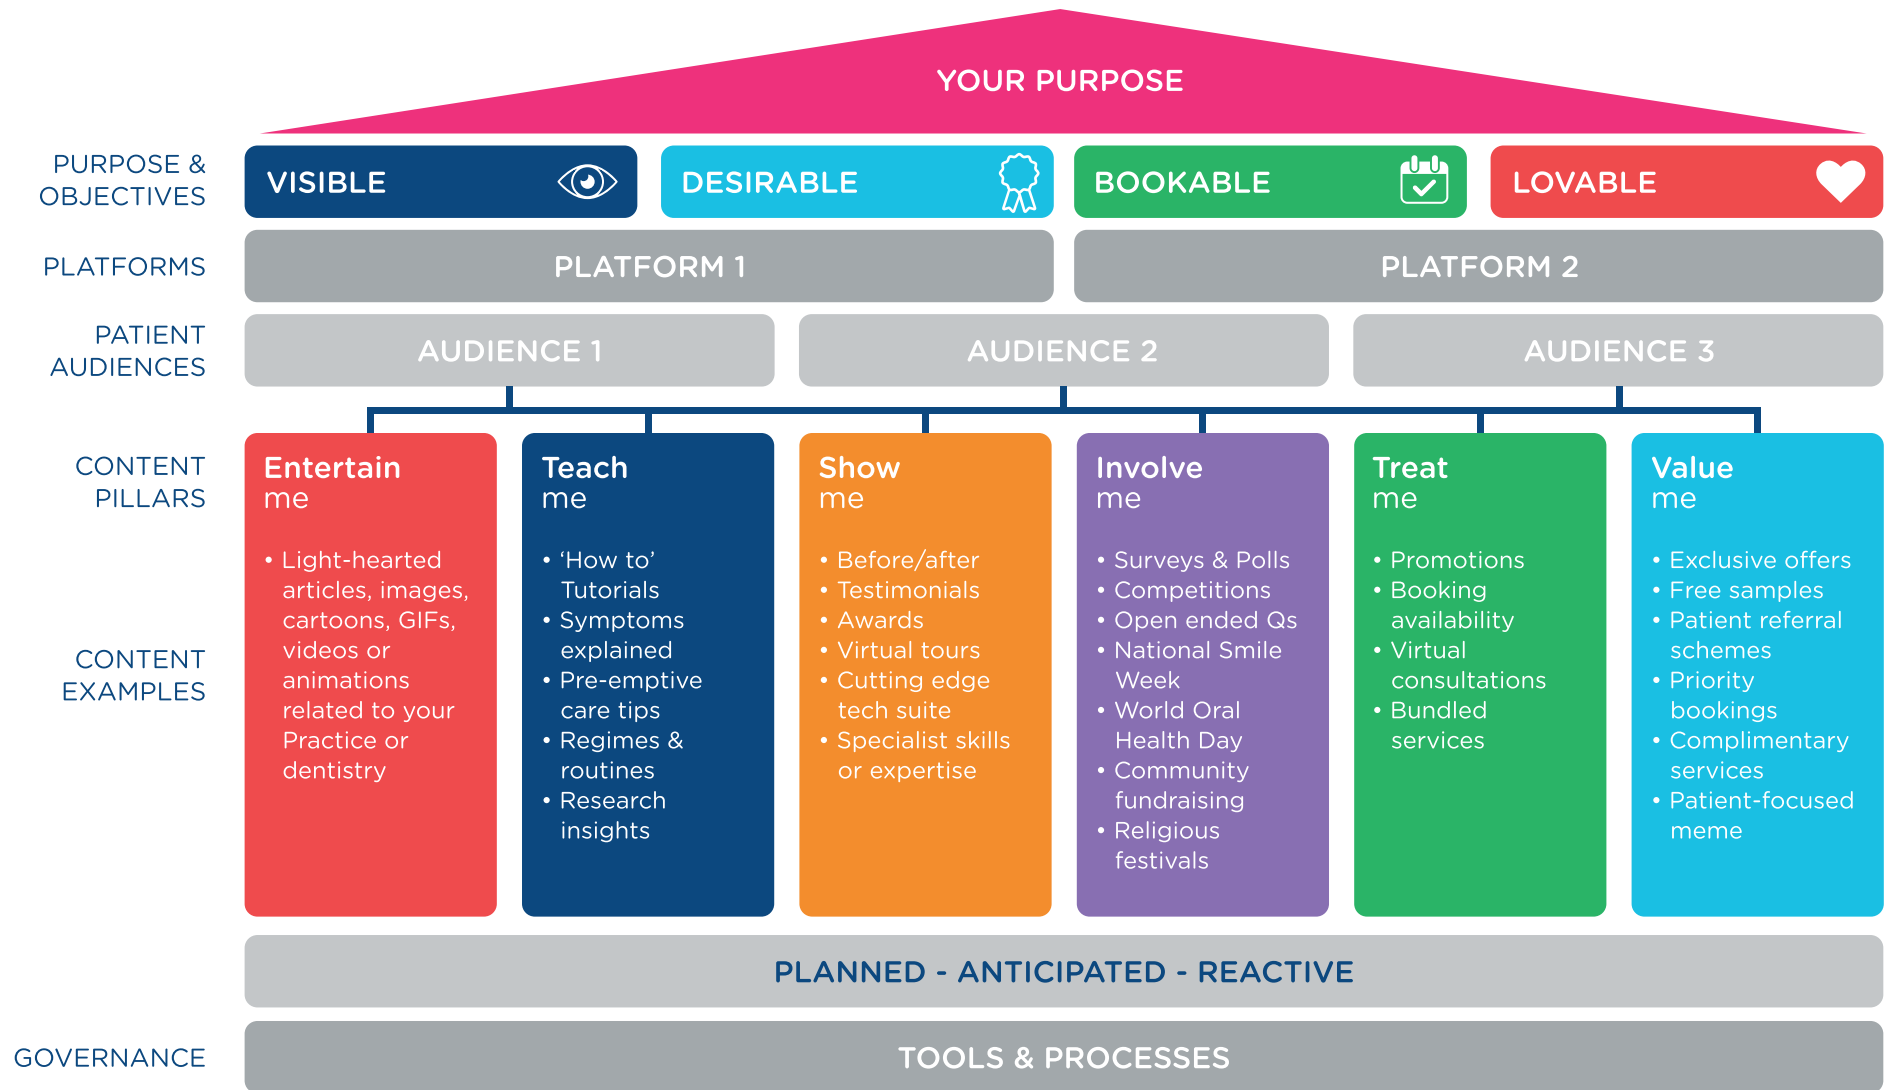 YOUR PURPOSE
PURPOSE &
OBJECTIVES
VISIBLE
DESIRABLE
BOOKABLE
LOVABLE
PLATFORMS
PLATFORM 1
PLATFORM 2
PATIENT
AUDIENCES
AUDIENCE 1
AUDIENCE 2
AUDIENCE 3
CONTENT
PILLARS
CONTENT
EXAMPLES
Entertain
me
• Light-hearted
articles, images,
cartoons, GIFs,
videos or
animations
related to your
Practice or
dentistry
Teach
me
• ‘How to’
Tutorials
• Symptoms
explained
• Pre-emptive
care tips
• Regimes &
routines
• Research
insights
Show
me
• Before/after
• Testimonials
• Awards
• Virtual tours
• Cutting edge
tech suite
• Specialist skills
or expertise
Involve
me
• Surveys & Polls
• Competitions
• Open ended Qs
• National Smile
Week
• World Oral
Health Day
• Community
fundraising
• Religious
festivals
Treat
me
• Promotions
• Booking
availability
• Virtual
consultations
• Bundled
services
Value
me
• Exclusive offers
• Free samples
• Patient referral
schemes
• Priority
bookings
• Complimentary
services
• Patient-focused
meme
PLANNED - ANTICIPATED - REACTIVE
GOVERNANCE
TOOLS & PROCESSES